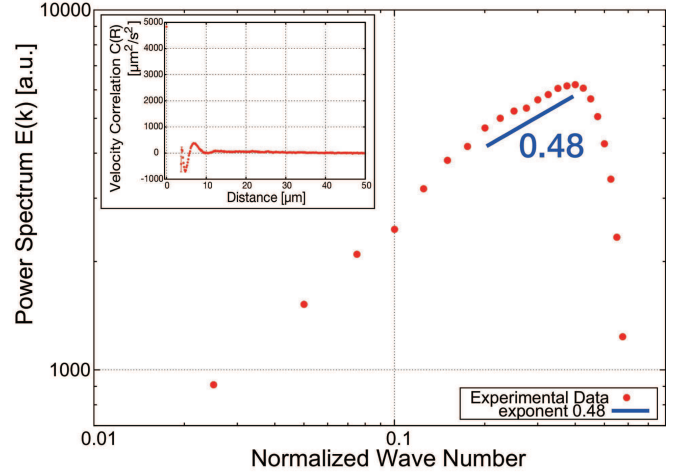 10000
1000
Power Spectrum E(k) [a.u.]
0.01
0.1
Normalized Wave Number
Velocity Correlation C(R)
[μm²/s²]
5000
4000
3000
2000
1000
0
-1000
0
10
20
30
40
50
Distance [μm]
0.48
Experimental Data
exponent 0.48